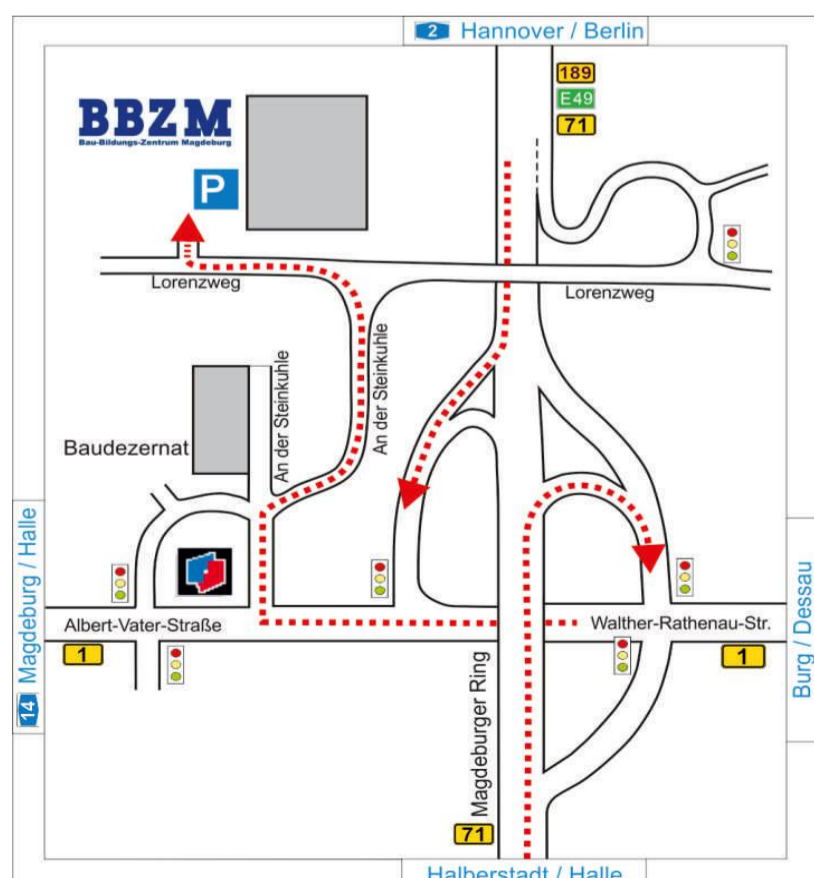 2 Hannover / Berlin
189
E49
71
BBZM
Bau-Bildungs-Zentrum Magdeburg
P
Lorenzweg
Lorenzweg
An der Steinkuhle
An der Steinkuhle
Baudezernat
14 Magdeburg / Halle
Burg / Dessau
Albert-Vater-Straße
Walther-Rathenau-Str.
1
1
Magdeburger Ring
71
Halberstadt / Halle